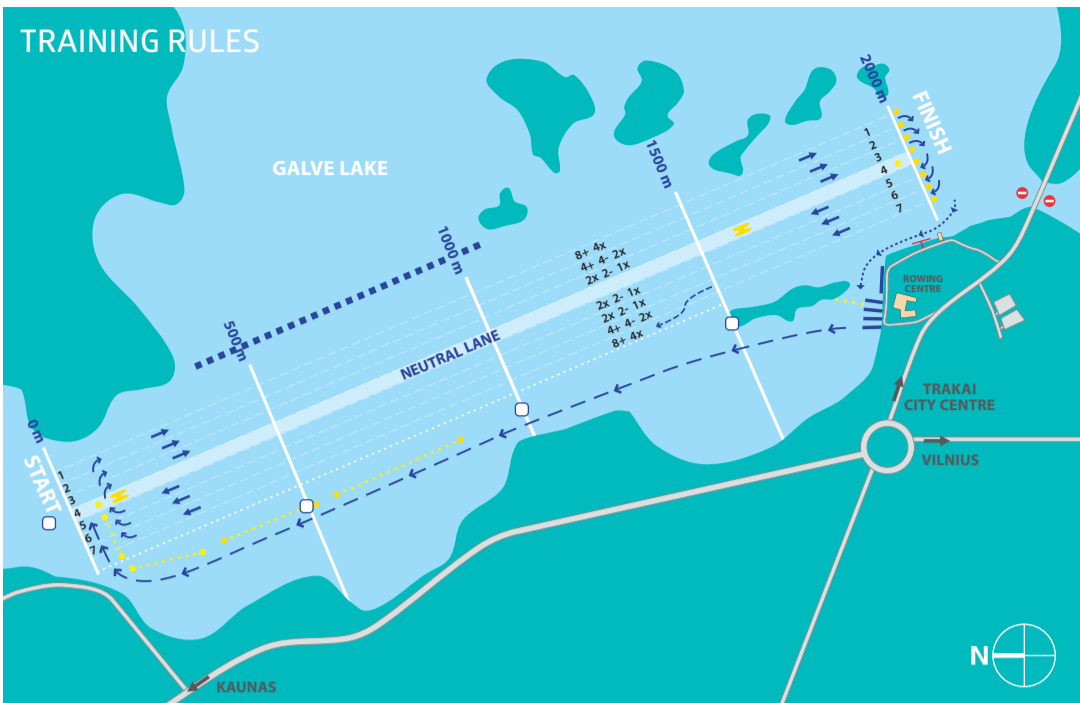 TRAINING RULES
GALVE LAKE
2000 m
FINISH
1
2
3
4
5
6
7
1500 m
1000 m
500 m
0 m
START
8+ 4x
4+ 4- 2x
2x 2- 1x
2x 2- 1x
2x 2- 1x
4+ 4- 2x
8+ 4x
NEUTRAL LANE
1
2
3
4
5
6
7
ROWING
CENTRE
TRAKAI
CITY CENTRE
VILNIUS
KAUNAS
N